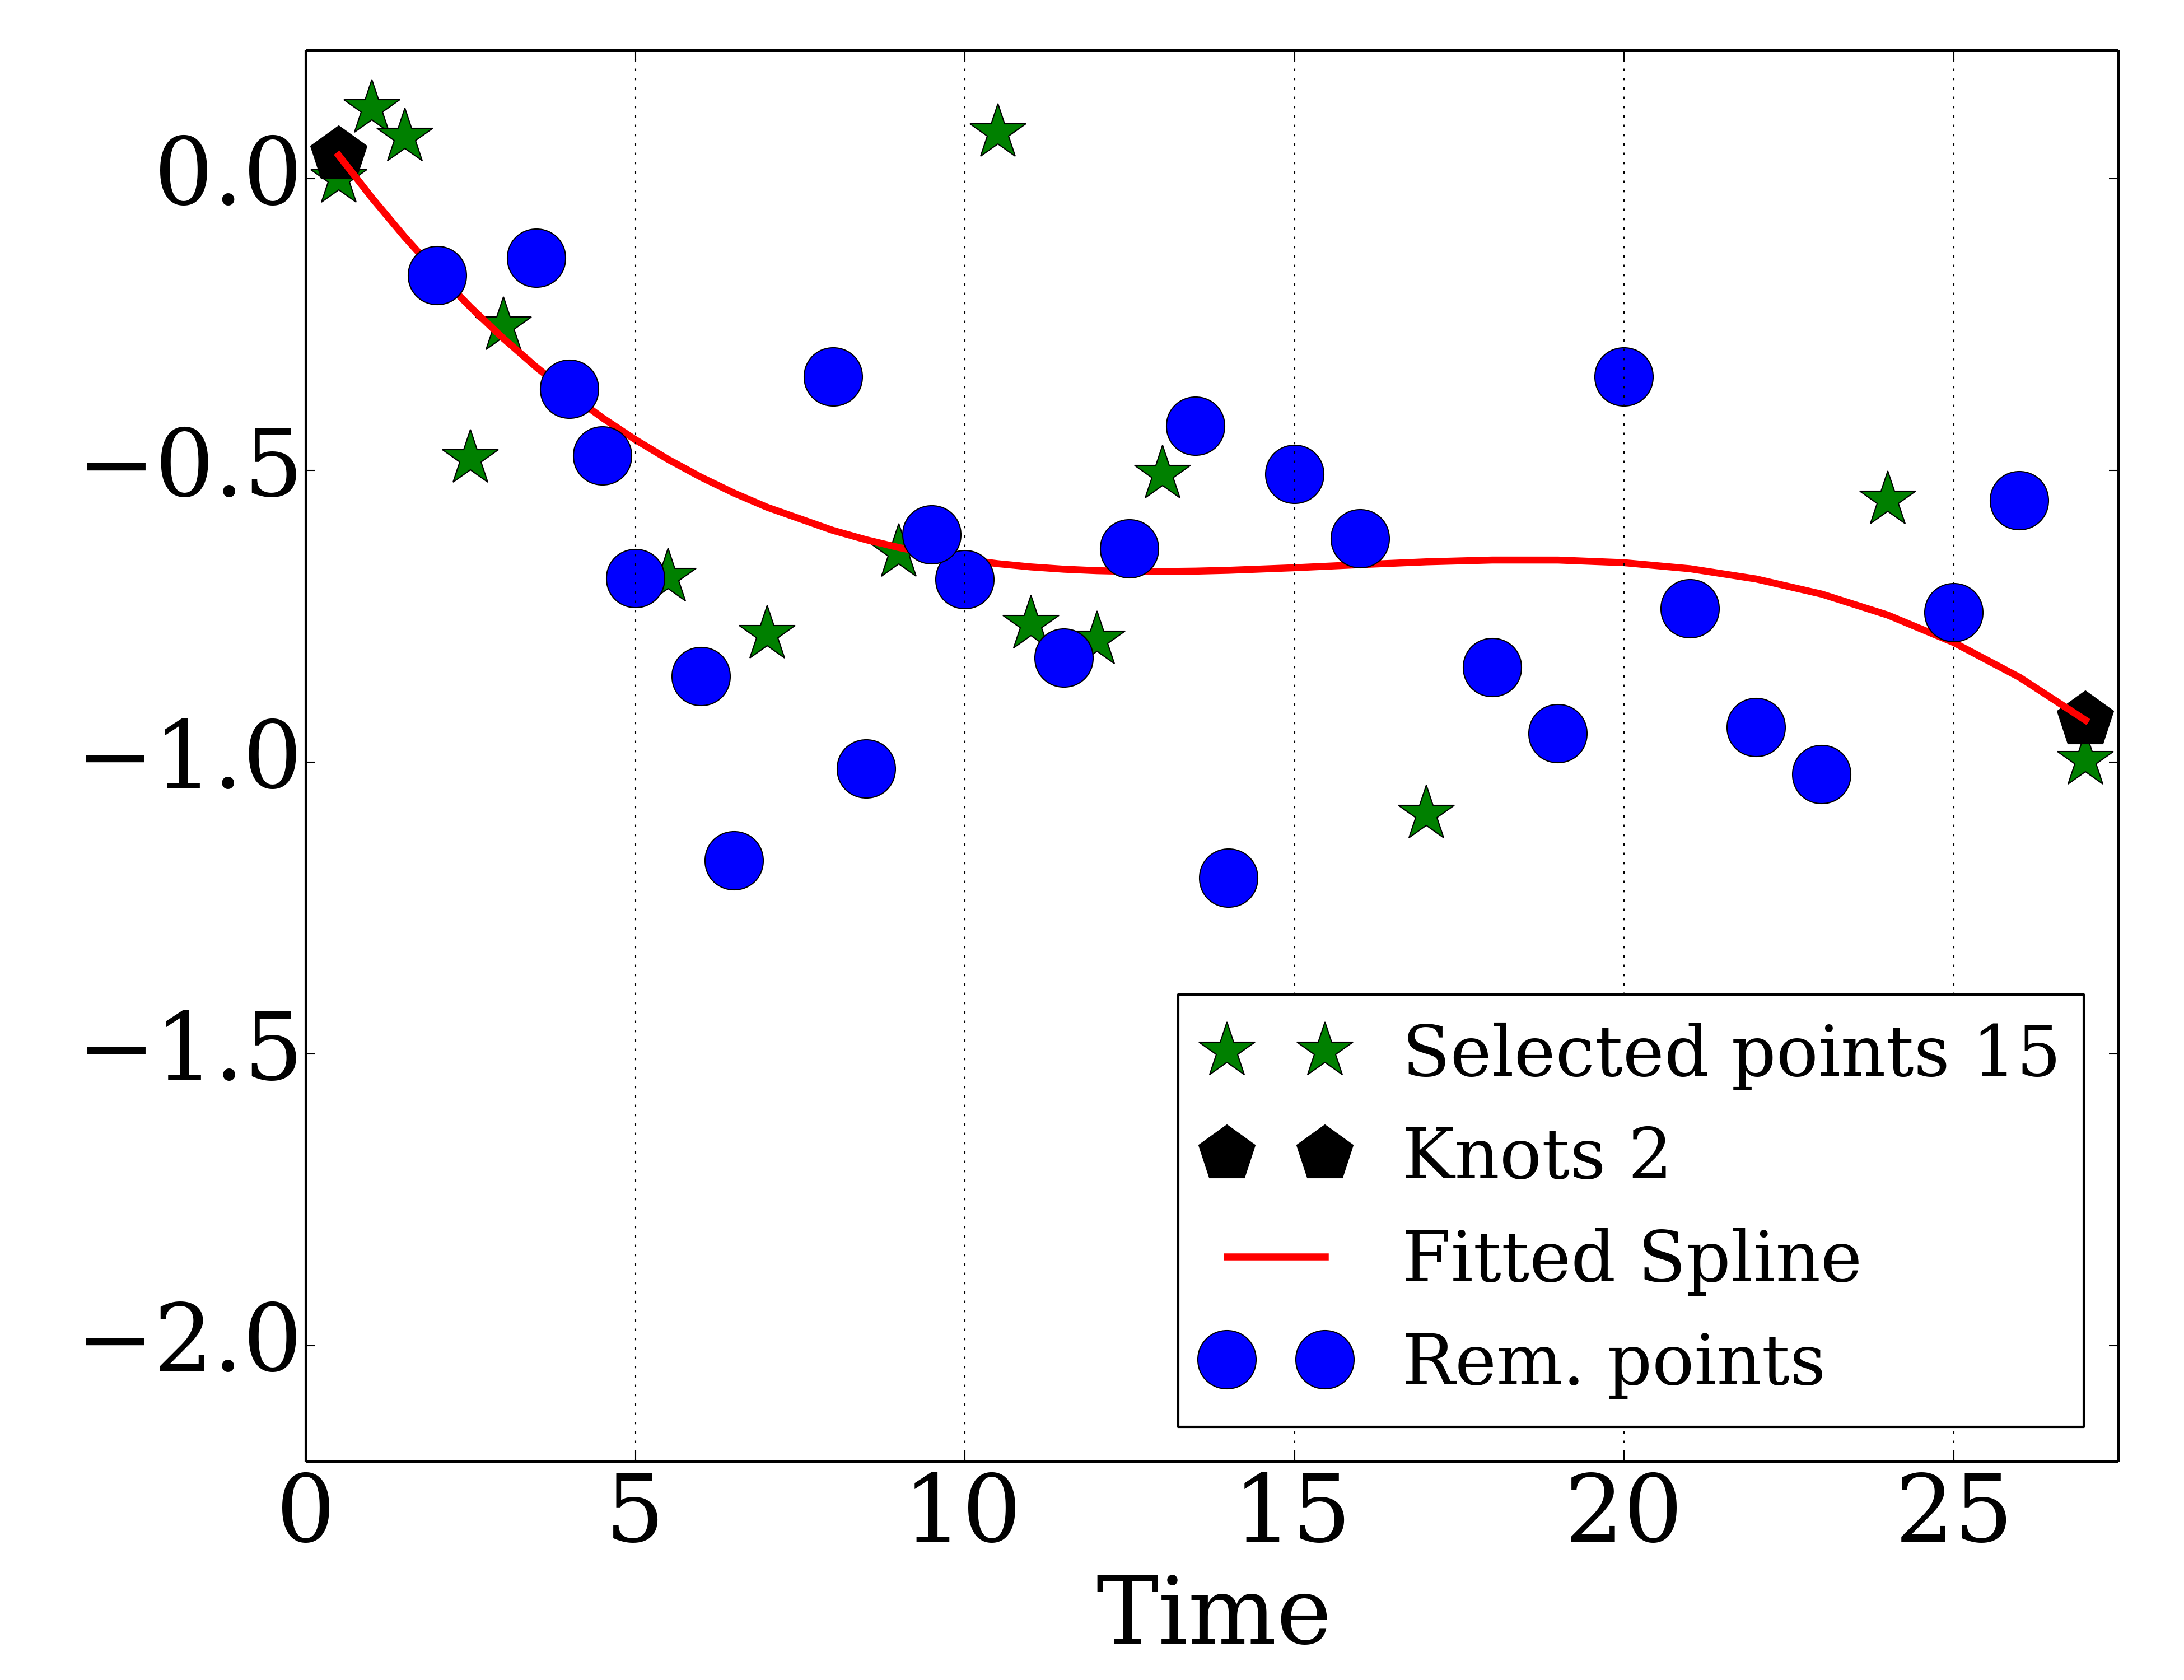 0.0
−0.5
−1.0
−1.5
−2.0
Selected points 15
Knots 2
Fitted Spline
Rem. points
0 5 10 15 20 25
Time